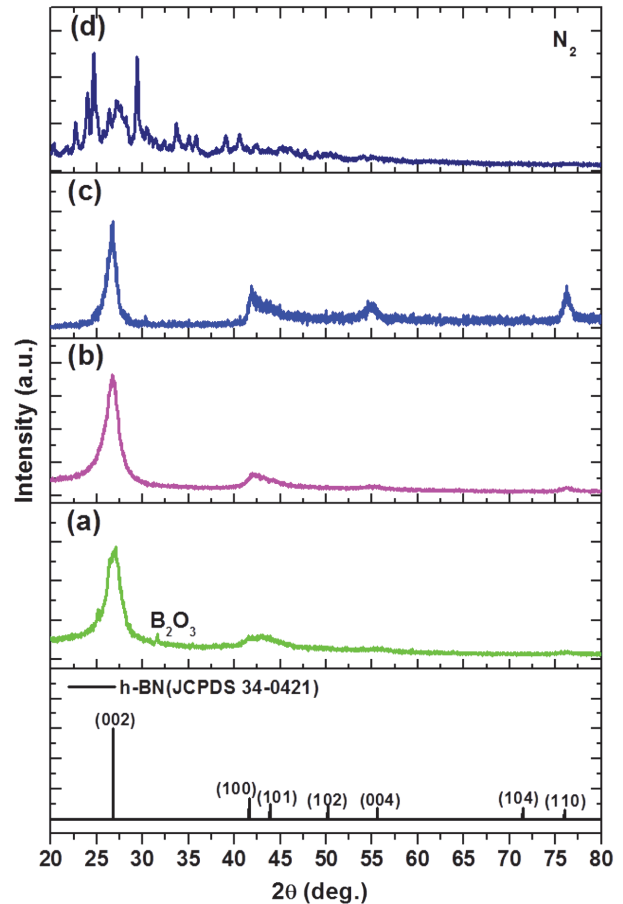 (d)
N2
(c)
(b)
(a)
B2O3
h-BN(JCPDS 34-0421)
(002)
(100)
(101)
(102)
(004)
(104)
(110)
20 25 30 35 40 45 50 55 60 65 70 75 80
2θ (deg.)
Intensity (a.u.)